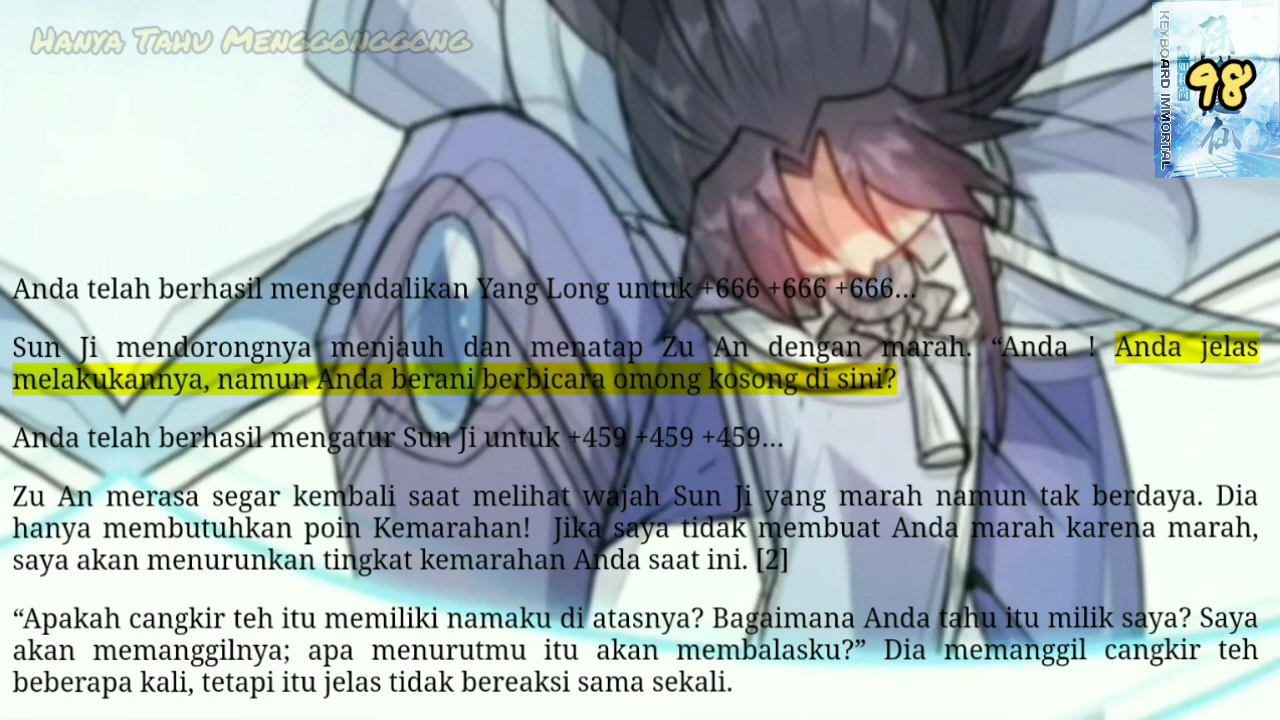 Hanya Tahu Menggonggong
KEYBOARD IMMORTAL
98
Anda telah berhasil mengendalikan Yang Long untuk +666 +666 +666...
Sun Ji mendorongnya menjauh dan menatap Zu An dengan marah. “Anda ! Anda jelas
melakukannya, namun Anda berani berbicara omong kosong di sini?
Anda telah berhasil mengatur Sun Ji untuk +459 +459 +459...
Zu An merasa segar kembali saat melihat wajah Sun Ji yang marah namun tak berdaya. Dia
hanya membutuhkan poin Kemarahan!  Jika saya tidak membuat Anda marah karena marah,
saya akan menurunkan tingkat kemarahan Anda saat ini. [2]
“Apakah cangkir teh itu memiliki namaku di atasnya? Bagaimana Anda tahu itu milik saya? Saya
akan memanggilnya; apa menurutmu itu akan membalasku?” Dia memanggil cangkir teh
beberapa kali, tetapi itu jelas tidak bereaksi sama sekali.